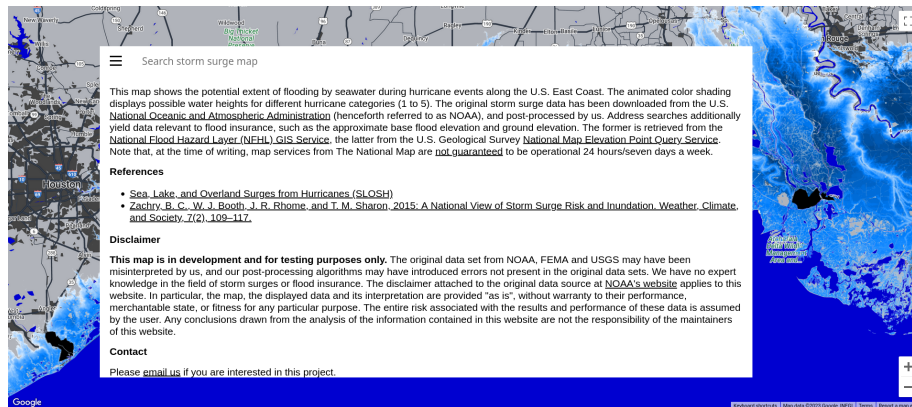 Search storm surge map
This map shows the potential extent of flooding by seawater during hurricane events along the U.S. East Coast. The animated color shading
displays possible water heights for different hurricane categories (1 to 5). The original storm surge data has been downloaded from the U.S.
National Oceanic and Atmospheric Administration (henceforth referred to as NOAA), and post-processed by us. Address searches additionally
yield data relevant to flood insurance, such as the approximate base flood elevation and ground elevation. The former is retrieved from the
National Flood Hazard Layer (NFHL) GIS Service, the latter from the U.S. Geological Survey National Map Elevation Point Query Service.
Note that, at the time of writing, map services from The National Map are not guaranteed to be operational 24 hours/seven days a week.
References
• Sea, Lake, and Overland Surges from Hurricanes (SLOSH)
• Zachry, B. C., W. J. Booth, J. R. Rhome, and T. M. Sharon, 2015: A National View of Storm Surge Risk and Inundation. Weather, Climate,
and Society, 7(2), 109–117.
Disclaimer
This map is in development and for testing purposes only. The original data set from NOAA, FEMA and USGS may have been
misinterpreted by us, and our post-processing algorithms may have introduced errors not present in the original data sets. We have no expert
knowledge in the field of storm surges or flood insurance. The disclaimer attached to the original data source at NOAA's website applies to this
website. In particular, the map, the displayed data and its interpretation are provided "as is", without warranty to their performance,
merchantable state, or fitness for any particular purpose. The entire risk associated with the results and performance of these data is assumed
by the user. Any conclusions drawn from the analysis of the information contained in this website are not the responsibility of the maintainers
of this website.
Contact
Please email us if you are interested in this project.
Houston
Rouge
Google
Keyboard shortcuts
Map data ©2023 Google, INEGI
Terms